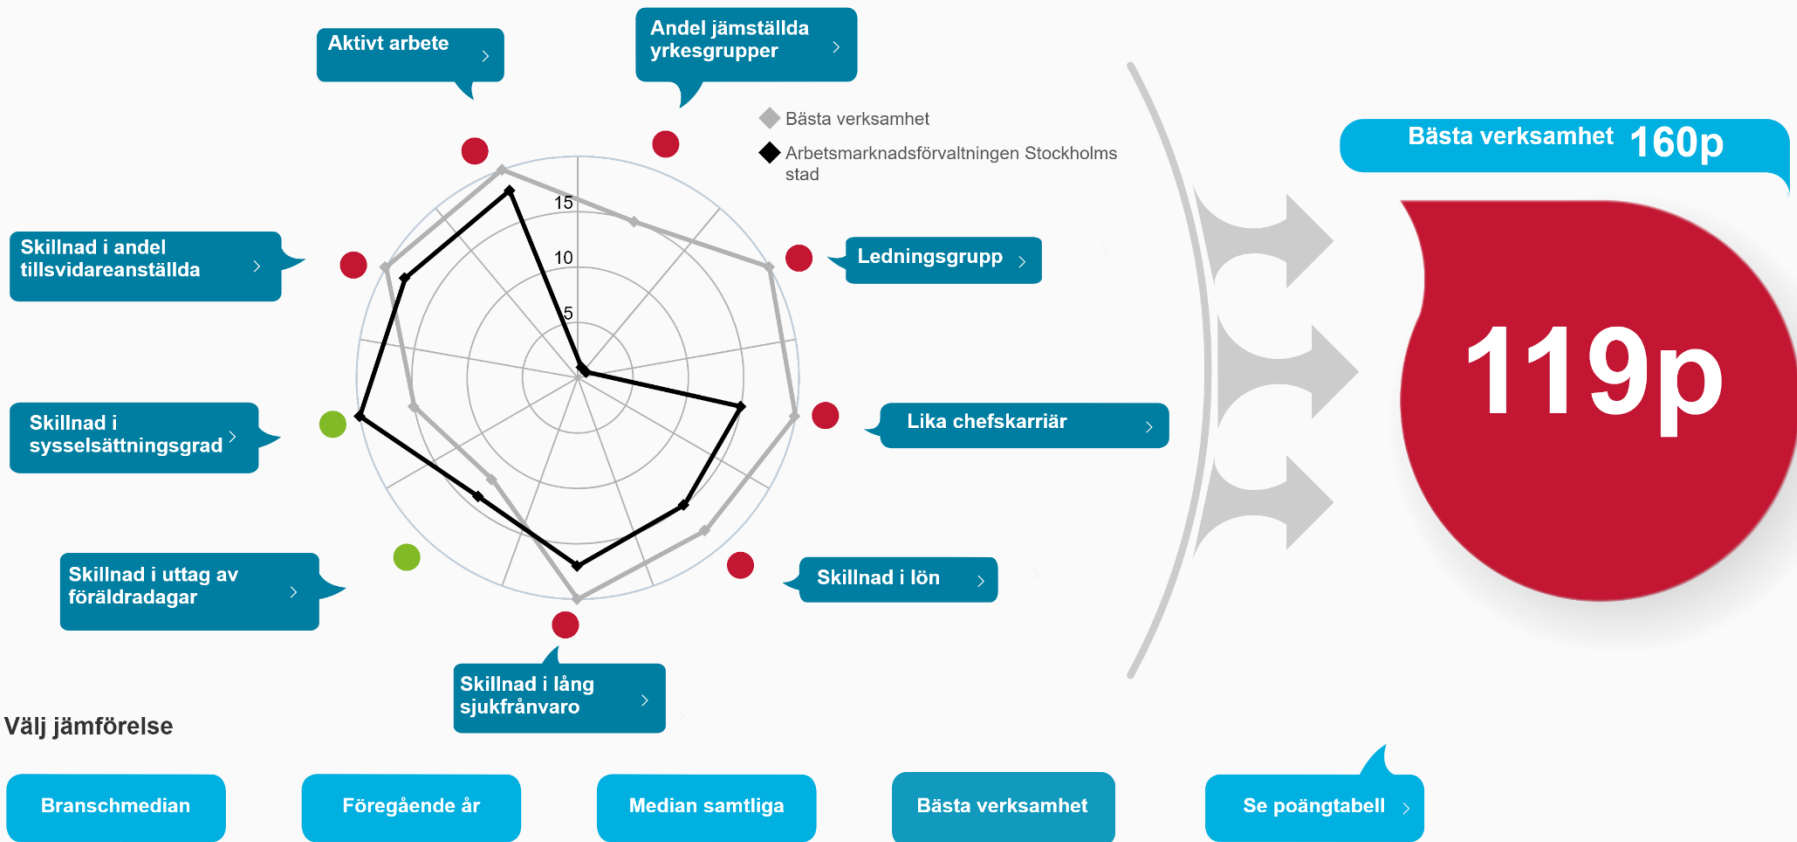 Aktivt arbete
Andel jämställda
yrkesgrupper
Bästa verksamhet
Arbetsmarknadsförvaltningen Stockholms
stad
Bästa verksamhet 160p
15
10
5
Skillnad i andel
tillsvidareanställda
Ledningsgrupp
119p
Skillnad i
sysselsättningsgrad
Lika chefskarriär
Skillnad i uttag av
föräldradagar
Skillnad i lön
Skillnad i lång
sjukfrånvaro
Välj jämförelse
Branschmedian
Föregående år
Median samtliga
Bästa verksamhet
Se poängtabell